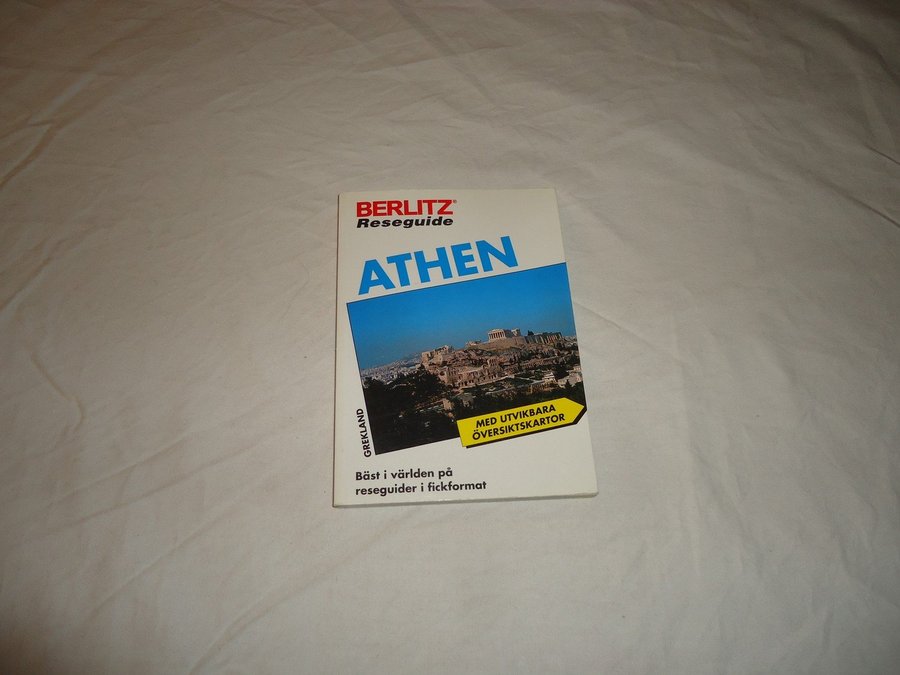 BERLITZ®
Reseguide
ATHEN
GREKLAND
MED UTVIKBARA
ÖVERSIKTSKARTOR
Bäst i världen på
reseguider i fickformat